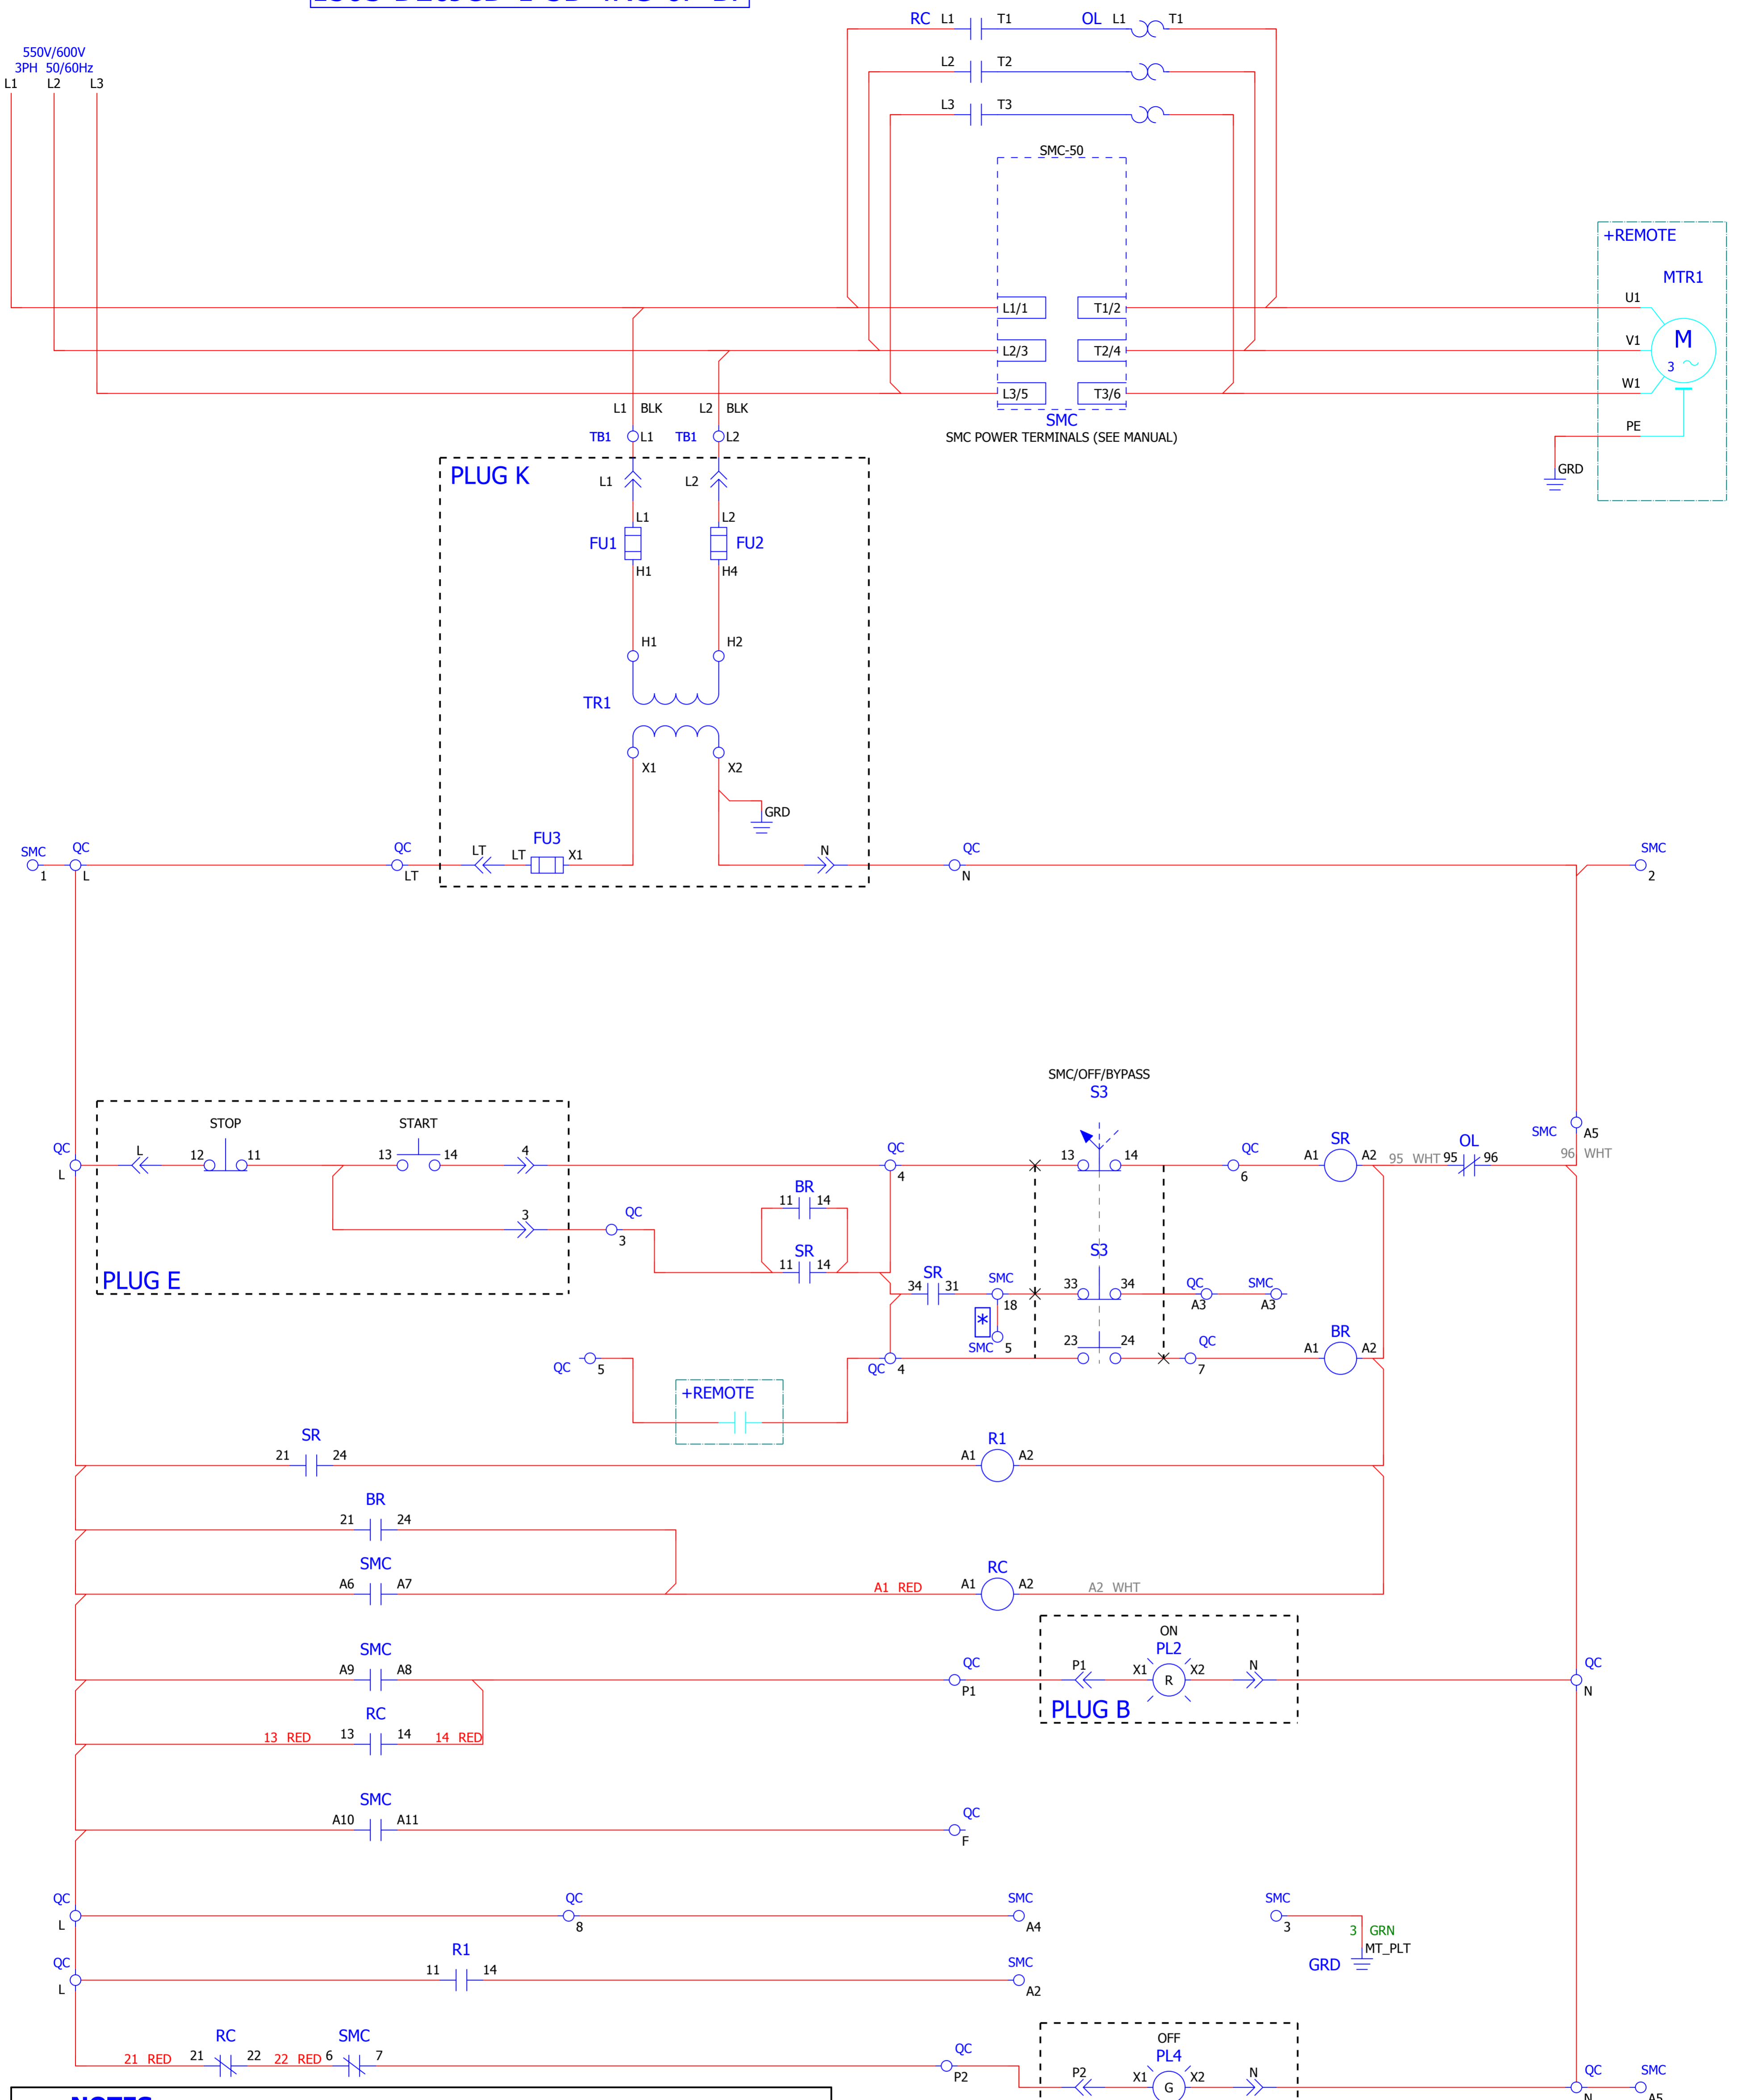 RC L1 T1 OL L1 T1
550V/600V
3PH 50/60Hz
L1 L2 L3
L2 T2
L3 T3
SMC-50
+REMOTE
MTR1
L1/1 T1/2 U1
L2/3 T2/4 V1 M
3
L3/5 T3/6 W1
L1 BLK L2 BLK
SMC
PE
TB1 L1 TB1 L2
SMC POWER TERMINALS (SEE MANUAL)
PLUG K
L1 L2
GRD
L1 L2
FU1 FU2
H1 H4
H1 H2
TR1
X1 X2
GRD
FU3
SMC QC QC LT LT X1 N QC SMC
1 L LT N 2
SMC/OFF/BYPASS
S3
STOP START
SMC A5
QC L 12 11 13 14 4 QC 13 14 QC SR OL
A1 A2 95 WHT 95 96 96 WHT
L 4 6
BR
11 14
3 QC
3
SR
11 14
S3
PLUG E
SR
34 31 SMC 33 34 QC SMC
18 A3 A3
*
SMC 5 23 24 QC BR
A1 A2
QC 5 QC 4 7
+REMOTE
SR R1
21 24 A1 A2
BR
21 24
SMC RC
A6 A7 A1 RED A1 A2 A2 WHT
ON
SMC PL2
A9 A8 QC P1 X1 R X2 N QC
P1 N
PLUG B
RC
13 RED 13 14 14 RED
SMC
A10 A11 QC
F
QC QC SMC SMC
L 8 A4 3
3 GRN
MT_PLT
GRD
R1
QC 11 14 SMC
L A2
OFF
RC SMC PL4
21 RED 21 22 22 RED 6 7 QC
P2 P2 X1 G X2 N QC SMC